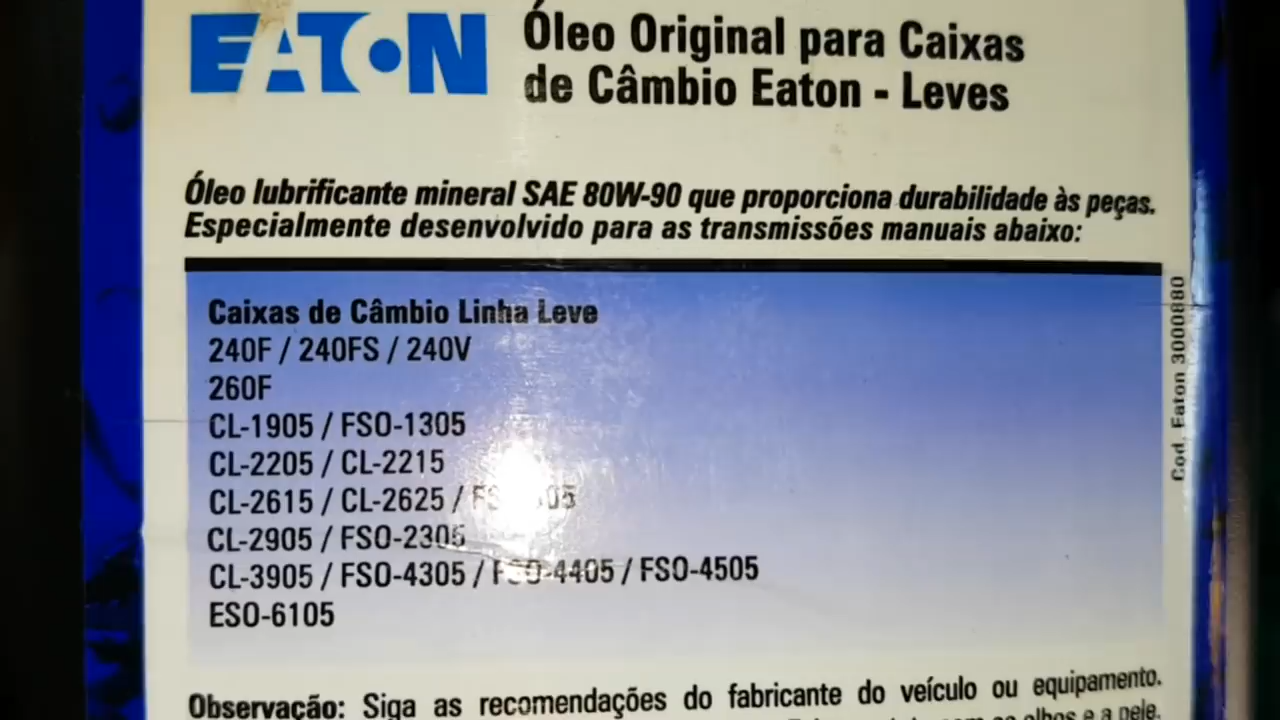 EATON
Óleo Original para Caixas
de Câmbio Eaton - Leves
Óleo lubrificante mineral SAE 80W-90 que proporciona durabilidade às peças.
Especialmente desenvolvido para as transmissões manuais abaixo:
Caixas de Câmbio Linha Leve
240F / 240FS / 240V
260F
CL-1905 / FSO-1305
CL-2205 / CL-2215
CL-2615 / CL-2625 /
CL-2905 / FSO-2305
CL-3905 / FSO-4305 / FSO-4405 / FSO-4505
ESO-6105
Cod. Eaton 3000880
Observação: Siga as recomendações do fabricante do veículo ou equipamento.
olhos e a pele.